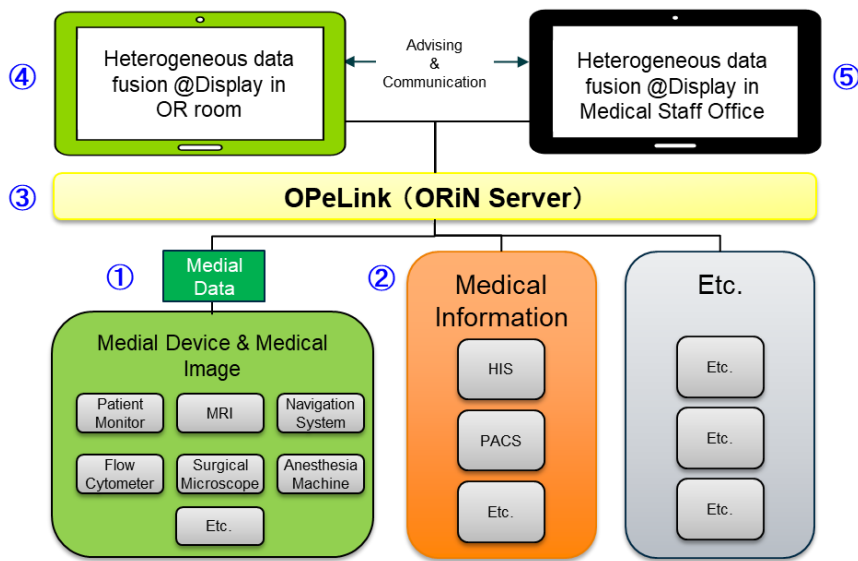 ④
Heterogeneous data
fusion @Display in
OR room
Advising
&
Communication
Heterogeneous data
fusion @Display in
Medical Staff Office
⑤
③
OPeLink（ORiN Server）
①
Medial
Data
②
Medical
Information
Etc.
Medial Device & Medical
Image
Patient
Monitor
MRI
Navigation
System
Flow
Cytometer
Surgical
Microscope
Anesthesia
Machine
Etc.
HIS
PACS
Etc.
Etc.
Etc.
Etc.